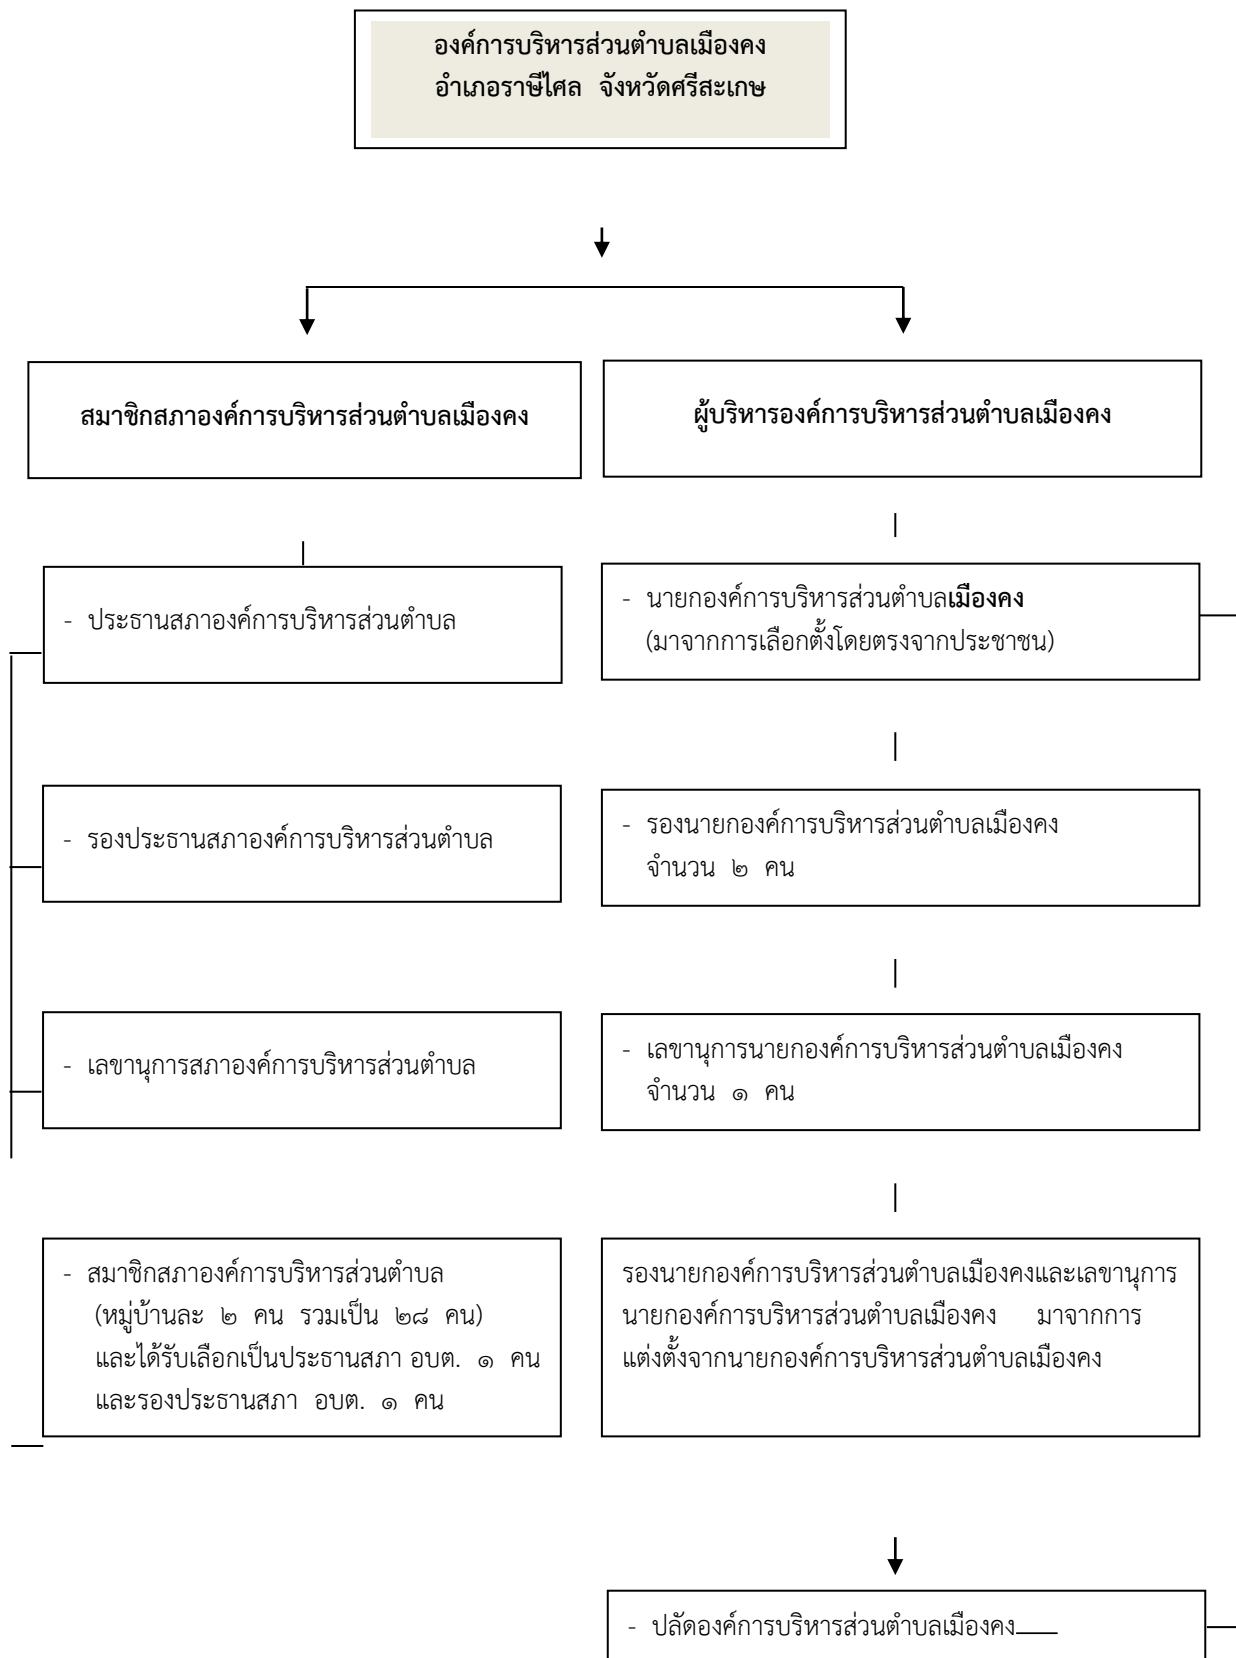 องค์การบริหารส่วนตำบลเมืองคง
อำเภอราษีไศล จังหวัดศรีสะเกษ
สมาชิกสภาองค์การบริหารส่วนตำบลเมืองคง
ผู้บริหารองค์การบริหารส่วนตำบลเมืองคง
- ประธานสภาองค์การบริหารส่วนตำบล
- นายกองค์การบริหารส่วนตำบลเมืองคง
(มาจากการเลือกตั้งโดยตรงจากประชาชน)
- รองประธานสภาองค์การบริหารส่วนตำบล
- รองนายกองค์การบริหารส่วนตำบลเมืองคง
จำนวน ๒ คน
- เลขานุการสภาองค์การบริหารส่วนตำบล
- เลขานุการนายกองค์การบริหารส่วนตำบลเมืองคง
จำนวน ๑ คน
- สมาชิกสภาองค์การบริหารส่วนตำบล
(หมู่บ้านละ ๒ คน รวมเป็น ๒๘ คน)
และได้รับเลือกเป็นประธานสภา อบต. ๑ คน
และรองประธานสภา อบต. ๑ คน
รองนายกองค์การบริหารส่วนตำบลเมืองคงและเลขานุการ
นายกองค์การบริหารส่วนตำบลเมืองคง มาจากการ
แต่งตั้งจากนายกองค์การบริหารส่วนตำบลเมืองคง
- ปลัดองค์การบริหารส่วนตำบลเมืองคง